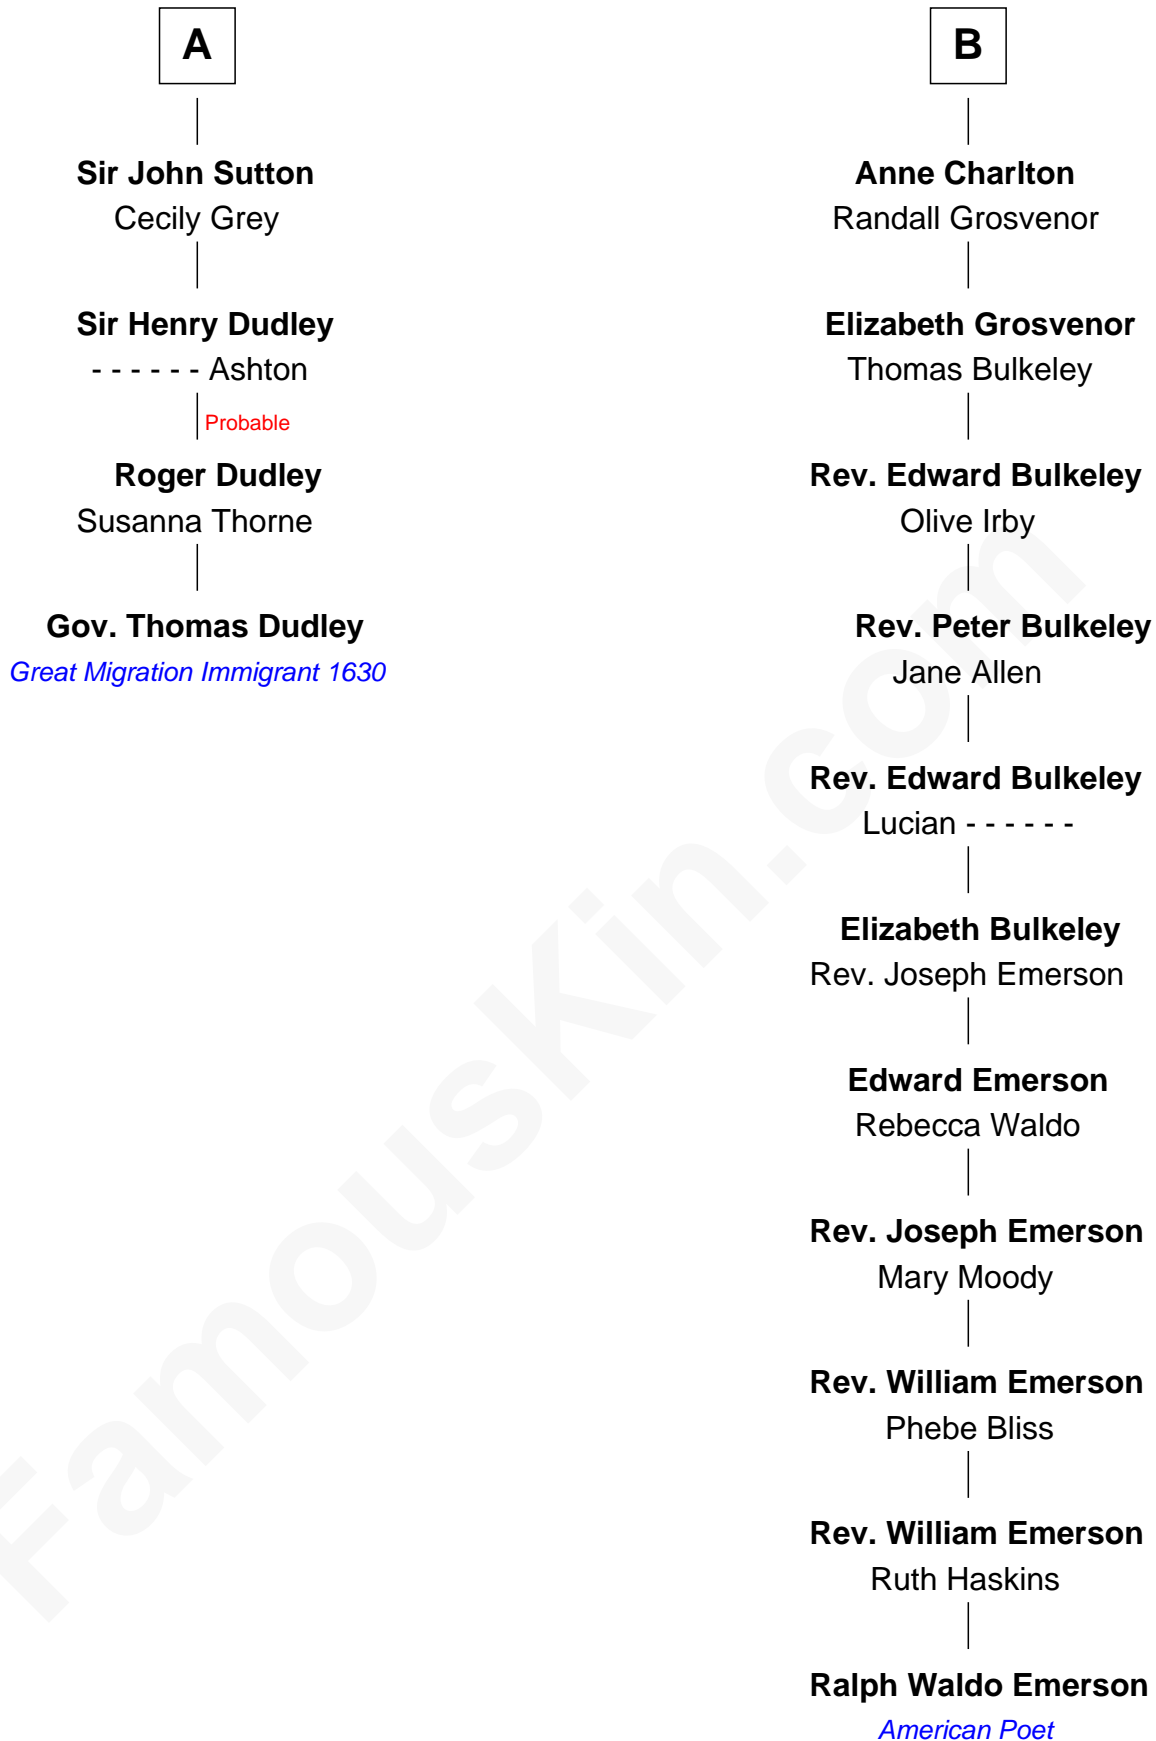 A
Sir John Sutton
Cecily Grey
Sir Henry Dudley
- - - - - - Ashton
Probable
Roger Dudley
Susanna Thorne
Gov. Thomas Dudley
Great Migration Immigrant 1630
B
Anne Charlton
Randall Grosvenor
Elizabeth Grosvenor
Thomas Bulkeley
Rev. Edward Bulkeley
Olive Irby
Rev. Peter Bulkeley
Jane Allen
Rev. Edward Bulkeley
Lucian - - - - - -
Elizabeth Bulkeley
Rev. Joseph Emerson
Edward Emerson
Rebecca Waldo
Rev. Joseph Emerson
Mary Moody
Rev. William Emerson
Phebe Bliss
Rev. William Emerson
Ruth Haskins
Ralph Waldo Emerson
American Poet
FamousKin.com